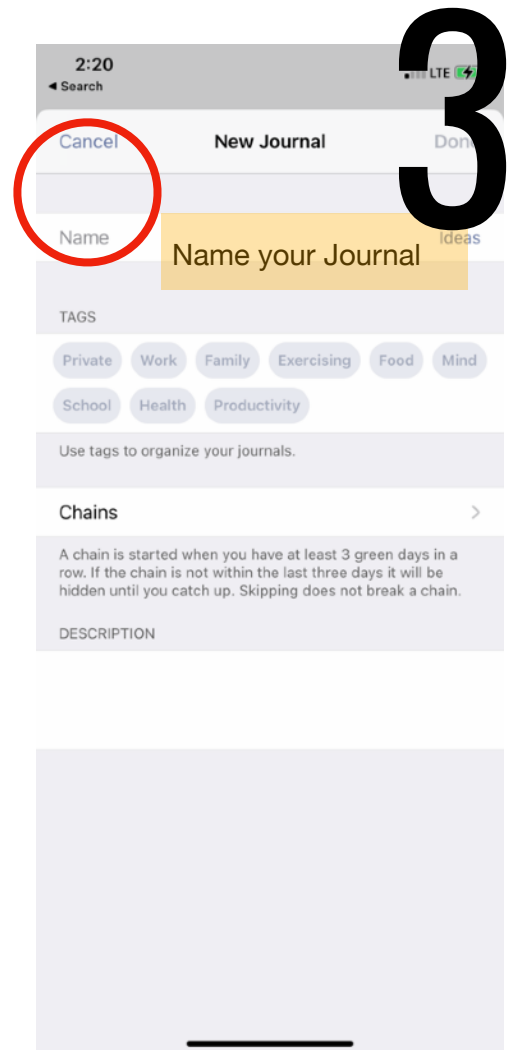 3
2:20
LTE
◀ Search
Cancel New Journal
Name Ideas
Name your Journal
TAGS
Private Work Family Exercising Food Mind
School Health Productivity
Use tags to organize your journals.
Chains
A chain is started when you have at least 3 green days in a
row. If the chain is not within the last three days it will be
hidden until you catch up. Skipping does not break a chain.
DESCRIPTION